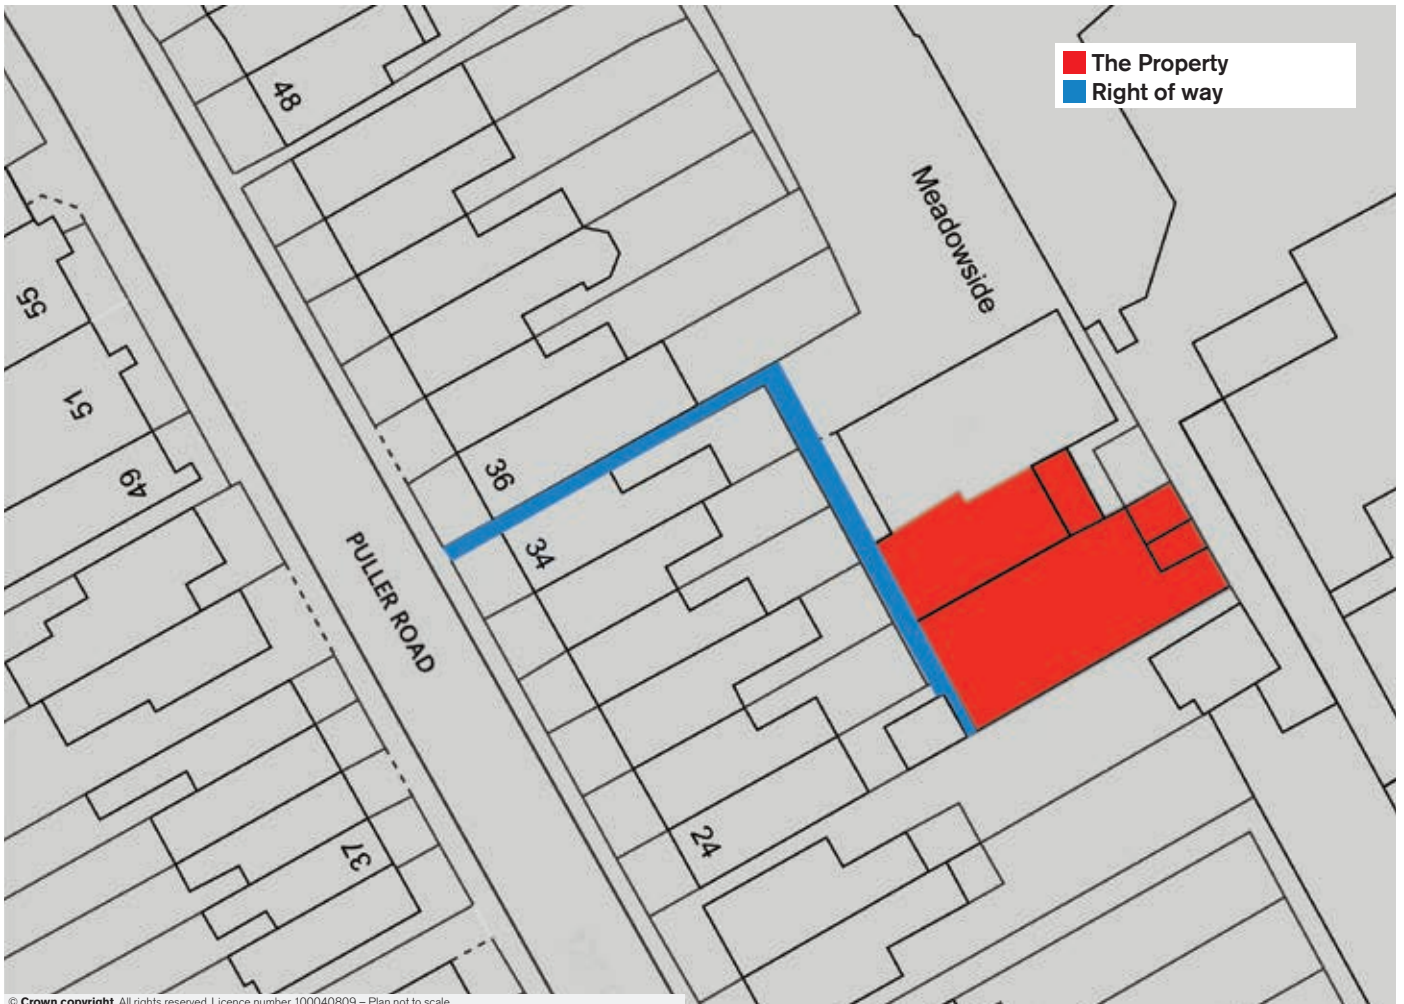 The Property
Right of way
48
Meadowside
55
51
49
36
34
PULLER ROAD
24
37
© Crown copyright. All rights reserved. Licence number 100040809 – Plan not to scale